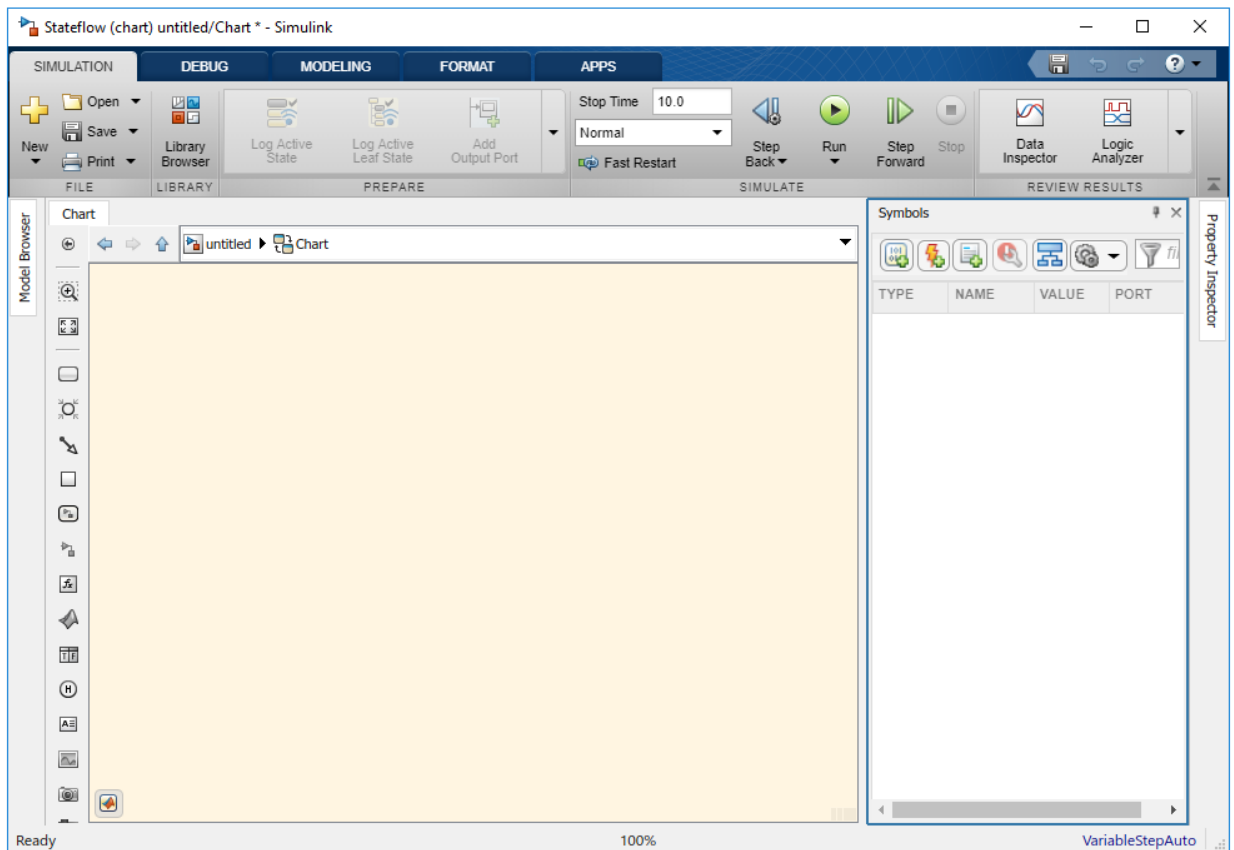 Stateflow (chart) untitled/Chart * - Simulink
SIMULATION DEBUG MODELING FORMAT APPS
New
Open
Save
Print
FILE
Library
Browser
LIBRARY
Log Active
State
Log Active
Leaf State
Add
Output Port
PREPARE
Stop Time 10.0
Normal
Fast Restart
Step
Back
Run
Step
Forward
Stop
SIMULATE
Data
Inspector
Logic
Analyzer
REVIEW RESULTS
Model Browser
Chart
untitled Chart
Symbols
TYPE NAME VALUE PORT
Property Inspector
Ready 100% VariableStepAuto